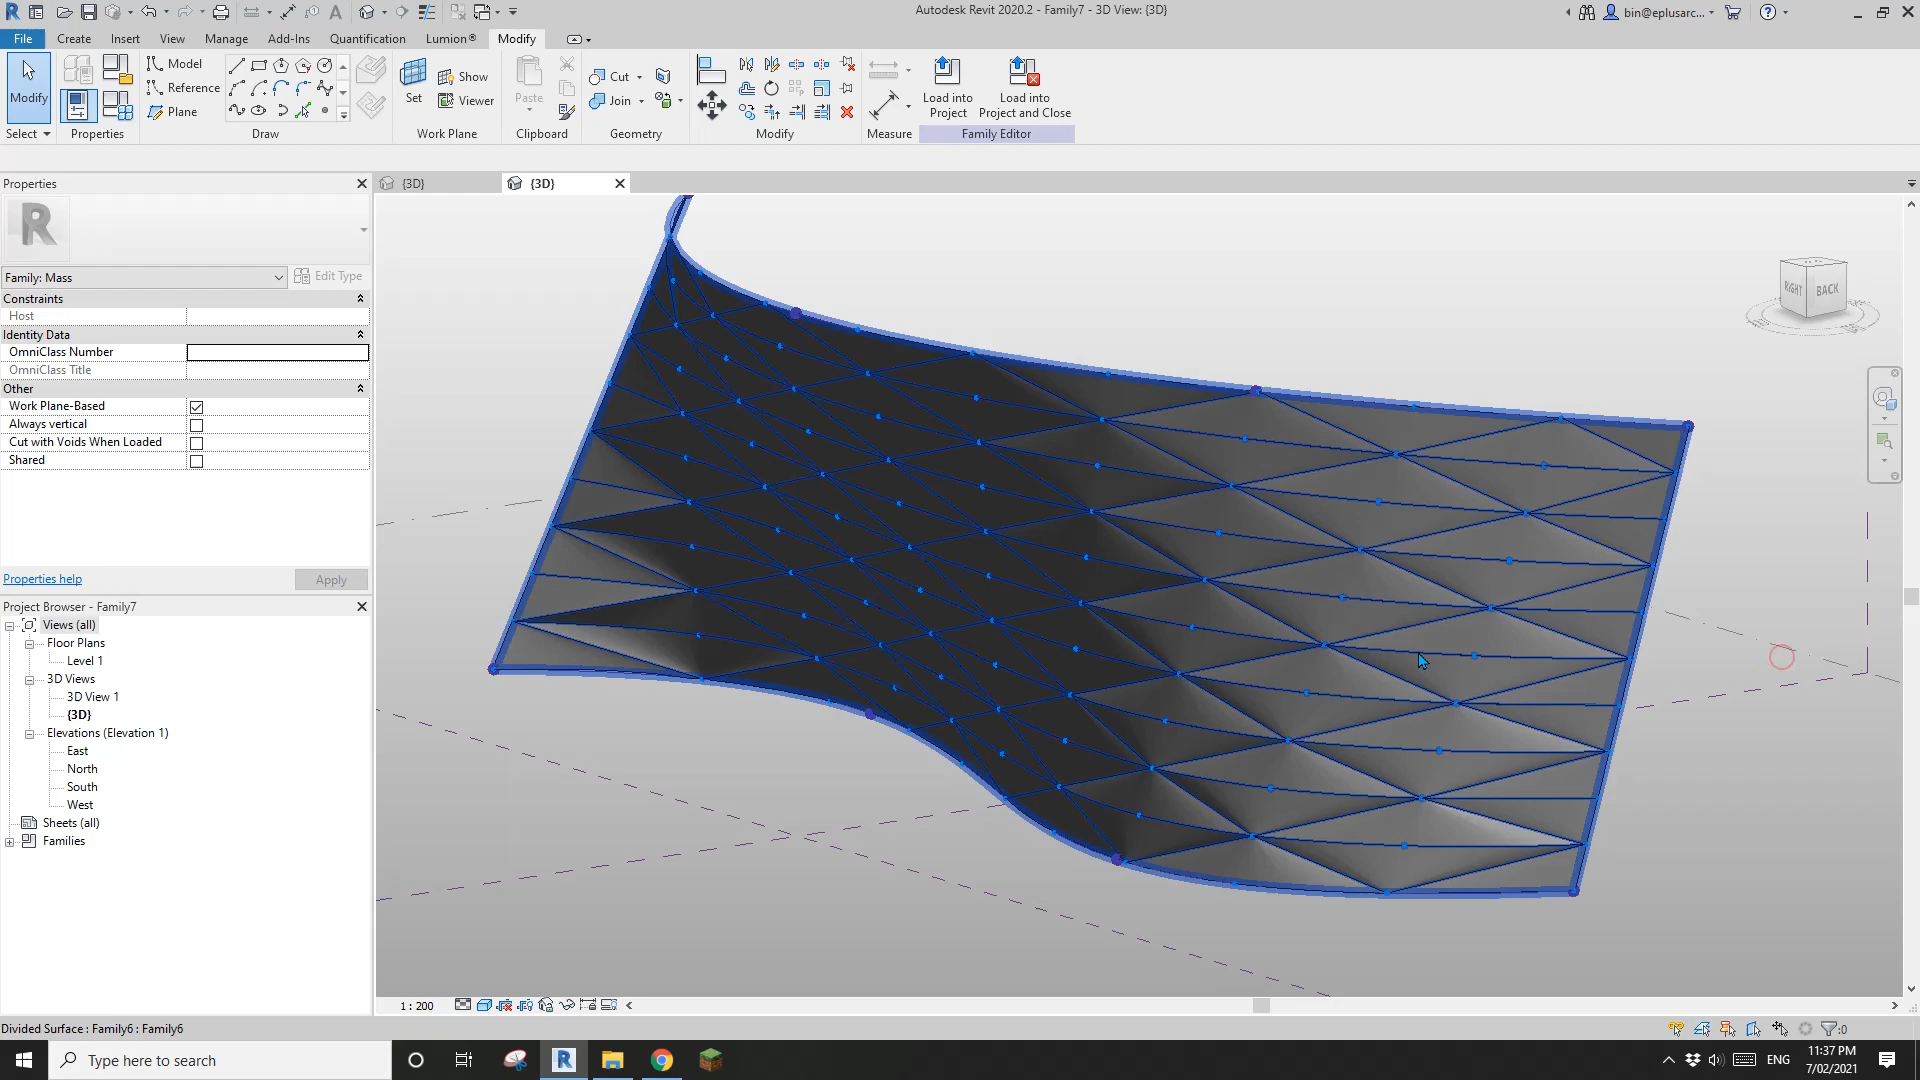 Autodesk Revit 2020.2 - Family7 - 3D View: {3D}
bin@eplusarc...
File
Create
Insert
View
Manage
Add-Ins
Quantification
Lumion®
Modify
Modify
Select
Properties
Model
Reference
Plane
Draw
Set
Show
Viewer
Work Plane
Paste
Clipboard
Cut
Join
Geometry
Modify
Measure
Load into
Project
Load into
Project and Close
Family Editor
Properties
R
Family: Mass
Edit Type
Constraints
Host
Identity Data
OmniClass Number
OmniClass Title
Other
Work Plane-Based
Always vertical
Cut with Voids When Loaded
Shared
Properties help
Apply
{3D}
{3D}
RIGHT
BACK
Project Browser - Family7
Views (all)
Floor Plans
Level 1
3D Views
3D View 1
{3D}
Elevations (Elevation 1)
East
North
South
West
Sheets (all)
Families
1 : 200
Divided Surface : Family6 : Family6
:0
Type here to search
ENG
11:37 PM
7/02/2021